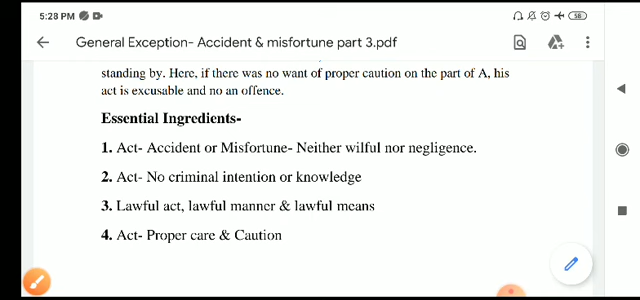 5:28 PM
58
General Exception- Accident & misfortune part 3.pdf
standing by. Here, if there was no want of proper caution on the part of A, his
act is excusable and no an offence.
Essential Ingredients-
1. Act- Accident or Misfortune- Neither wilful nor negligence.
2. Act- No criminal intention or knowledge
3. Lawful act, lawful manner & lawful means
4. Act- Proper care & Caution